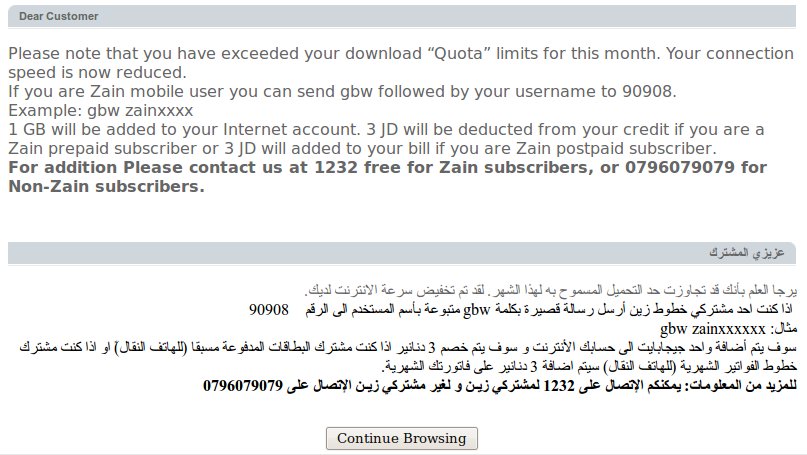 Dear Customer
Please note that you have exceeded your download “Quota” limits for this month. Your connection
speed is now reduced.
If you are Zain mobile user you can send gbw followed by your username to 90908.
Example: gbw zainxxxx
1 GB will be added to your Internet account. 3 JD will be deducted from your credit if you are a
Zain prepaid subscriber or 3 JD will added to your bill if you are Zain postpaid subscriber.
For addition Please contact us at 1232 free for Zain subscribers, or 0796079079 for
Non-Zain subscribers.
عزيزي المشترك
يرجا العلم بأنك قد تجاوزت حد التحميل المسموح به لهذا الشهر. لقد تم تخفيض سرعة الانترنت لديك.
اذا كنت احد مشتركي خطوط زين أرسل رسالة قصيرة بكلمة gbw متبوعة بأسم المستخدم الى الرقم 90908
مثال: gbw zainxxxxxx
سوف يتم أضافة واحد جيجابايت الى حسابك الأنترنت و سوف يتم خصم 3 دنانير اذا كنت مشترك البطاقات المدفوعة مسبقا (للهاتف النقال) او اذا كنت مشترك
خطوط الفواتير الشهرية (للهاتف النقال) سيتم اضافة 3 دنانير على فاتورتك الشهرية.
للمزيد من المعلومات: يمكنكم الإتصال على 1232 لمشتركي زيـن و لغير مشتركي زيـن الإتصال على 0796079079
Continue Browsing